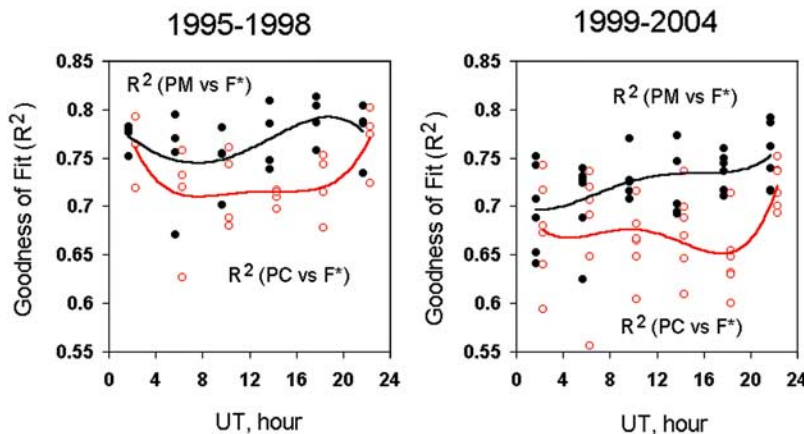 1995-1998
1999-2004
Goodness of Fit (R²)
0.85
0.8
0.75
0.7
0.65
0.6
0.55
R² (PM vs F*)
R² (PC vs F*)
0 4 8 12 16 20 24
UT, hour
Goodness of Fit (R²)
0.85
0.8
0.75
0.7
0.65
0.6
0.55
R² (PM vs F*)
R² (PC vs F*)
0 4 8 12 16 20 24
UT, hour